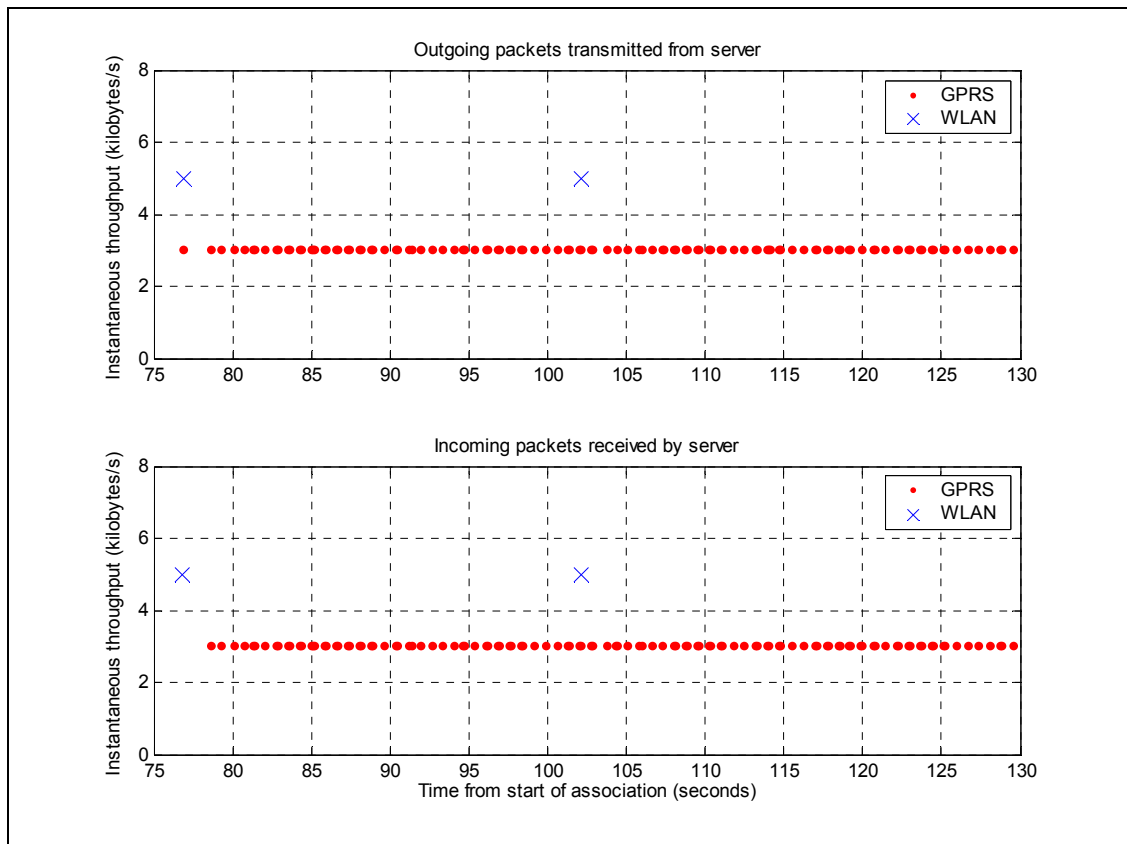 Outgoing packets transmitted from server
Instantaneous throughput (kilobytes/s)
8
6
4
2
0
GPRS
WLAN
75 80 85 90 95 100 105 110 115 120 125 130
Incoming packets received by server
Instantaneous throughput (kilobytes/s)
8
6
4
2
0
GPRS
WLAN
75 80 85 90 95 100 105 110 115 120 125 130
Time from start of association (seconds)